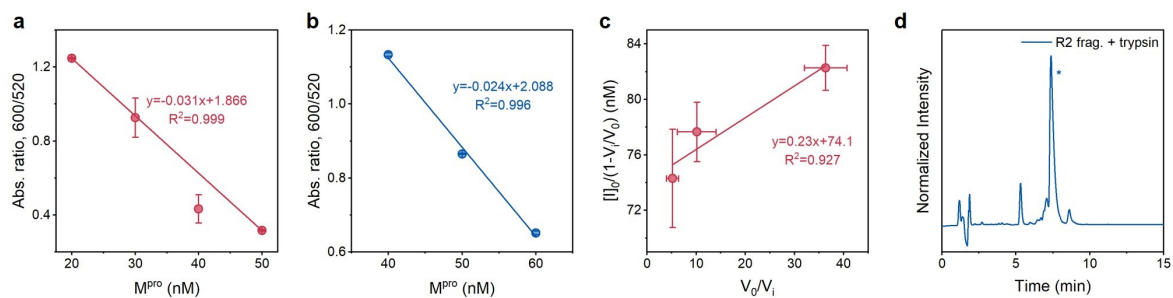 a
Abs. ratio, 600/520
1.2
0.8
0.4
y=-0.031x+1.866
R²=0.999
20
30
40
50
Mᵖʳᵒ (nM)
b
Abs. ratio, 600/520
1.2
1.0
0.8
0.6
y=-0.024x+2.088
R²=0.996
40
50
60
Mᵖʳᵒ (nM)
c
[I]₀/(1-Vᵢ/V₀) (nM)
84
80
76
72
y=0.23x+74.1
R²=0.927
0
10
20
30
40
V₀/Vᵢ
d
Normalized Intensity
R2 frag. + trypsin
*
0
5
10
15
Time (min)